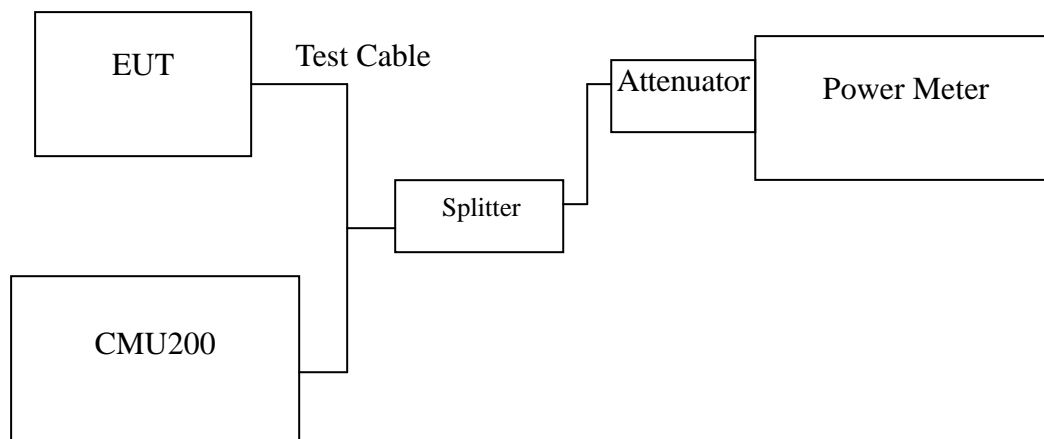 EUT
Test Cable
Attenuator
Power Meter
Splitter
CMU200